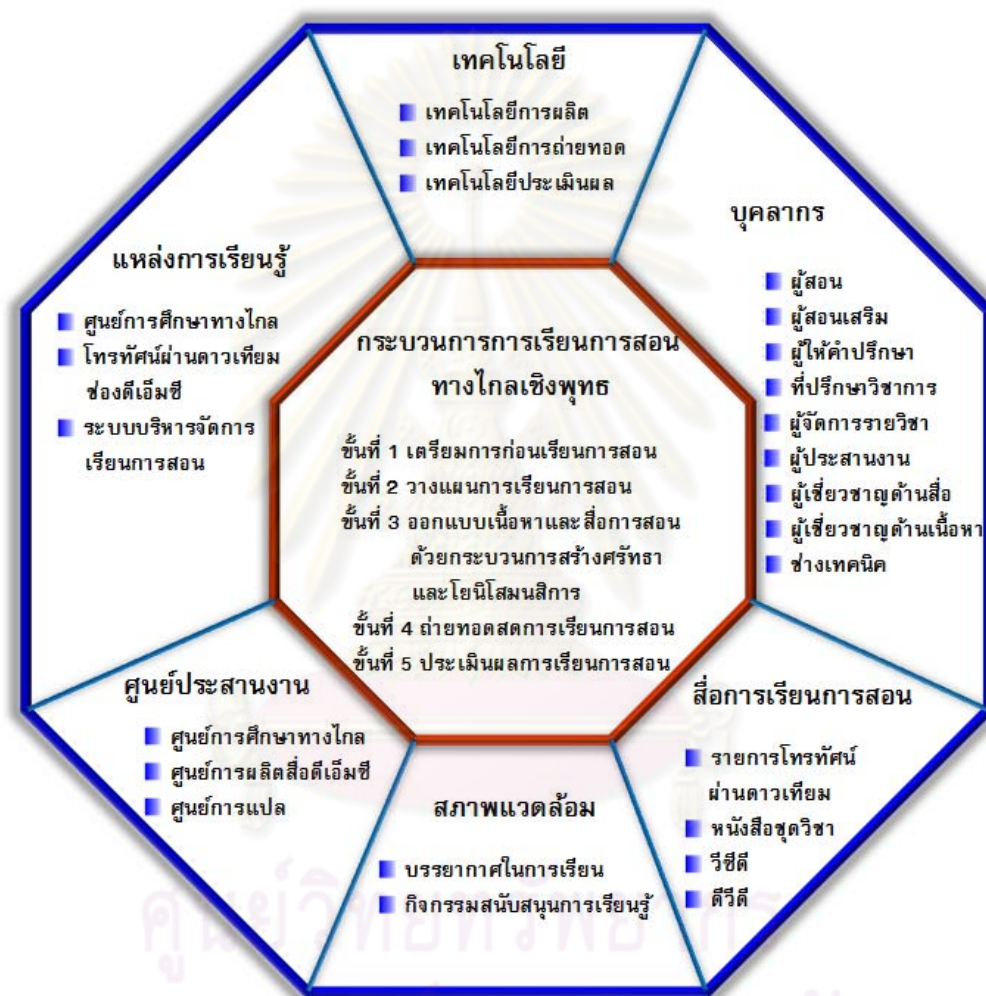 เทคโนโลยี
เทคโนโลยีการผลิต
เทคโนโลยีการถ่ายทอด
เทคโนโลยีประเมินผล
บุคลากร
ผู้สอน
ผู้สอนเสริม
ผู้ให้คำปรึกษา
ที่ปรึกษาวิชาการ
ผู้จัดการรายวิชา
ผู้ประสานงาน
ผู้เชี่ยวชาญด้านสื่อ
ผู้เชี่ยวชาญด้านเนื้อหา
ช่างเทคนิค
แหล่งการเรียนรู้
ศูนย์การศึกษาทางไกล
โทรทัศน์ผ่านดาวเทียม
ช่องดีเอ็มซี
ระบบบริหารจัดการ
เรียนการสอน
กระบวนการการเรียนการสอน
ทางไกลเชิงพุทธ
ขั้นที่ 1 เตรียมการก่อนเรียนการสอน
ขั้นที่ 2 วางแผนการเรียนการสอน
ขั้นที่ 3 ออกแบบเนื้อหาและสื่อการสอน
ด้วยกระบวนการสร้างศรัทธา
และโยนิโสมนสิการ
ขั้นที่ 4 ถ่ายทอดสดการเรียนการสอน
ขั้นที่ 5 ประเมินผลการเรียนการสอน
ศูนย์ประสานงาน
ศูนย์การศึกษาทางไกล
ศูนย์การผลิตสื่อดีเอ็มซี
ศูนย์การแปล
สภาพแวดล้อม
บรรยากาศในการเรียน
กิจกรรมสนับสนุนการเรียนรู้
สื่อการเรียนการสอน
รายการโทรทัศน์
ผ่านดาวเทียม
หนังสือชุดวิชา
วีซีดี
ดีวีดี
ศูนย์วิทยทรัพยากร